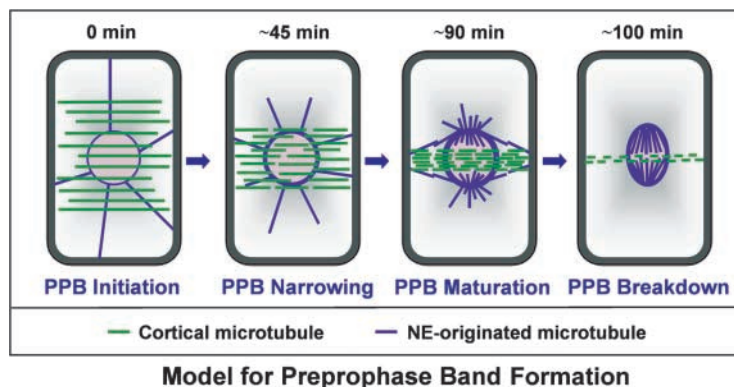 0 min ~45 min ~90 min ~100 min
PPB Initiation PPB Narrowing PPB Maturation PPB Breakdown
Cortical microtubule NE-originated microtubule
Model for Preprophase Band Formation